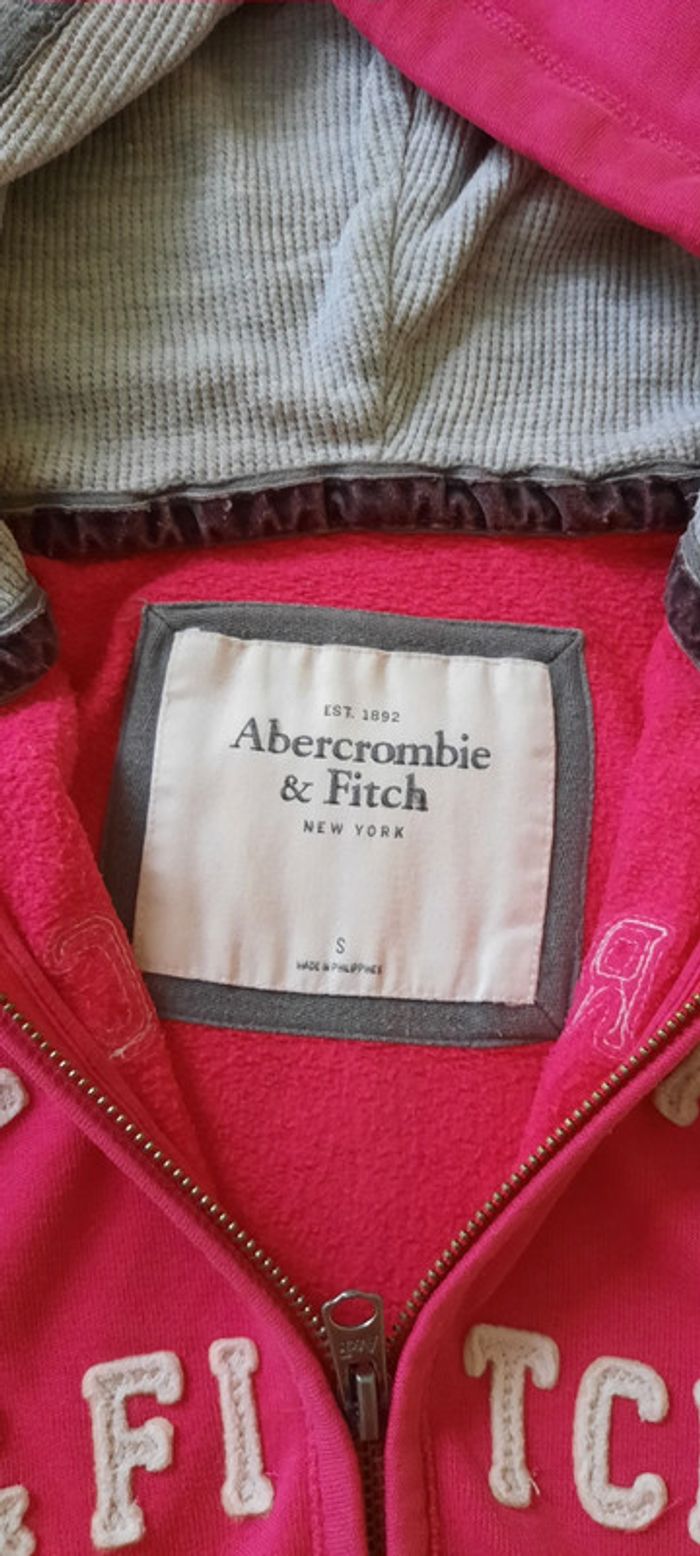 EST. 1892
Abercrombie
& Fitch
NEW YORK
S
MADE IN PHILIPPINES
& FI TC